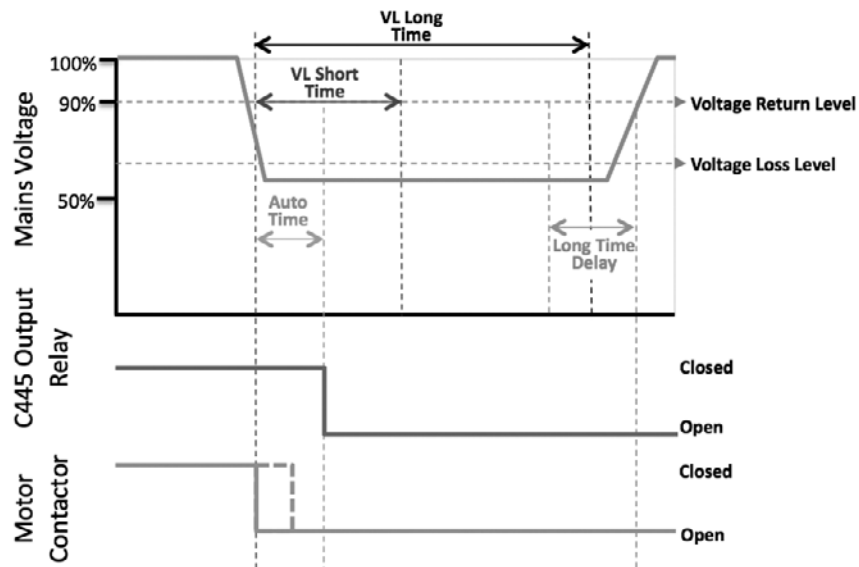 VL Long
Time
100%
VL Short
Time
90%
Voltage Return Level
Voltage Loss Level
50%
Mains Voltage
Auto
Time
Long Time
Delay
C445 Output
Relay
Closed
Open
Motor
Contactor
Closed
Open